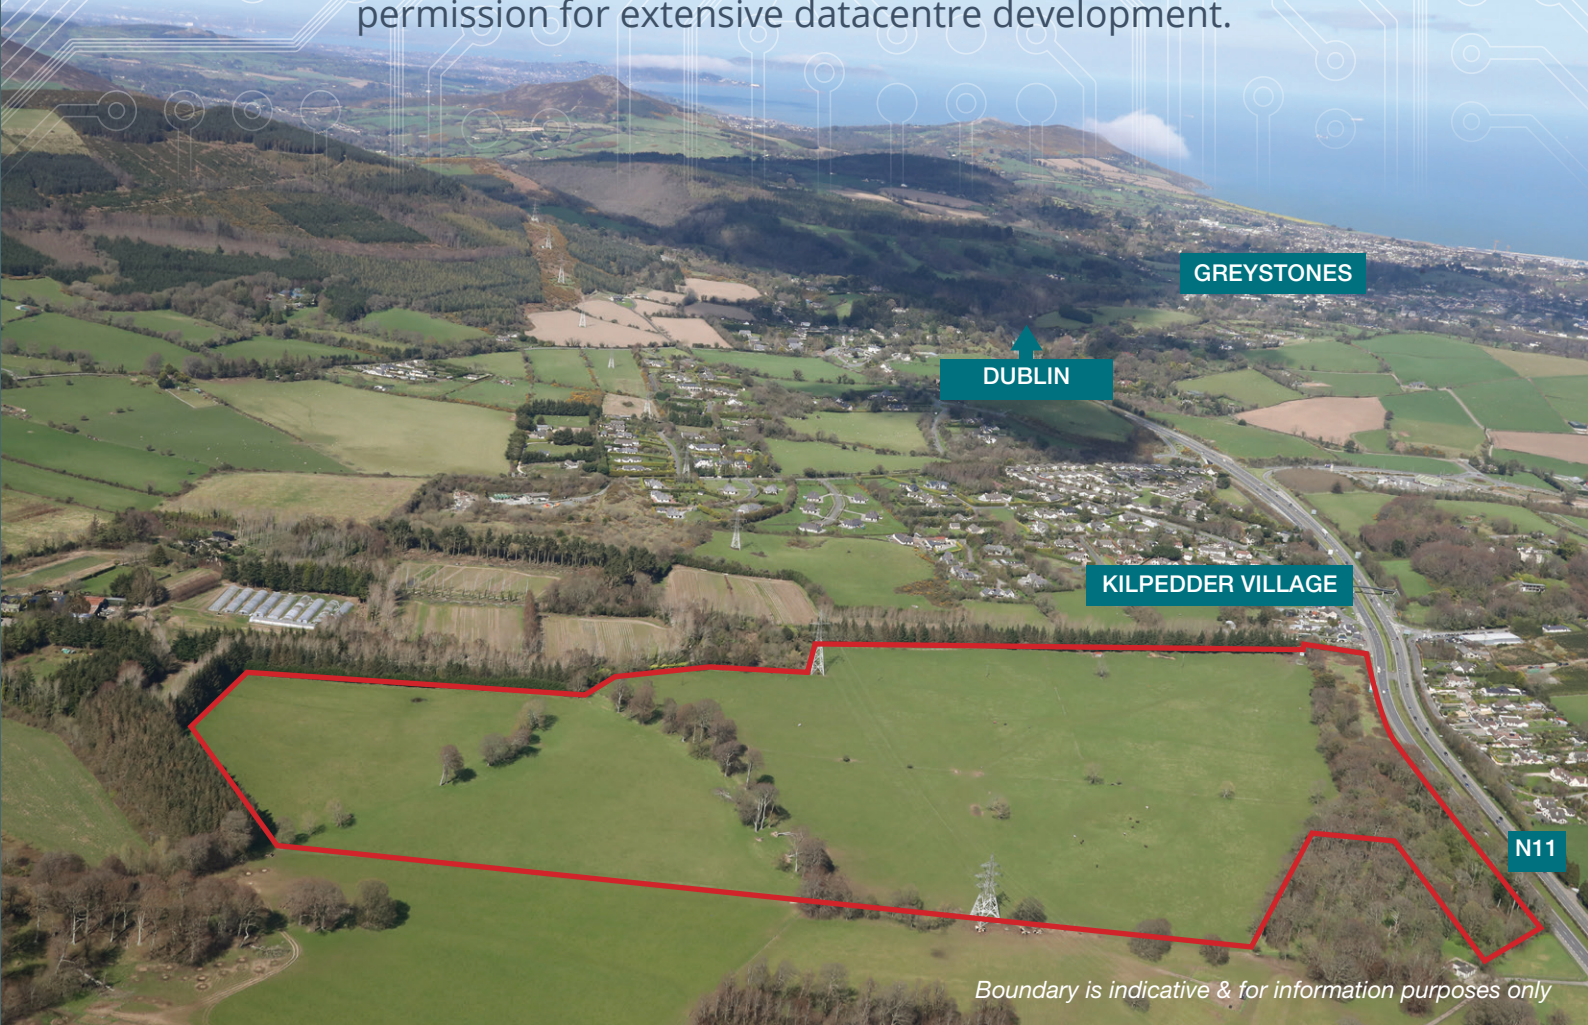 permission for extensive datacentre development.
GREYSTONES
DUBLIN
KILPEDDER VILLAGE
N11
Boundary is indicative & for information purposes only